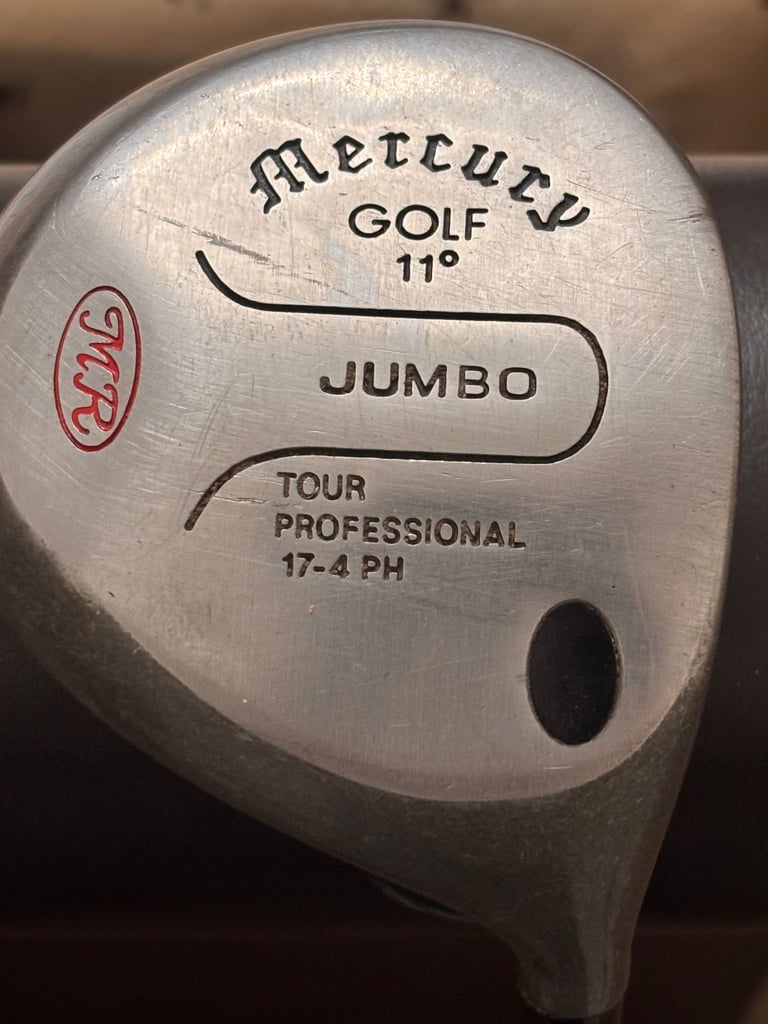 Mercury
GOLF
11°
MR
JUMBO
TOUR
PROFESSIONAL
17-4 PH